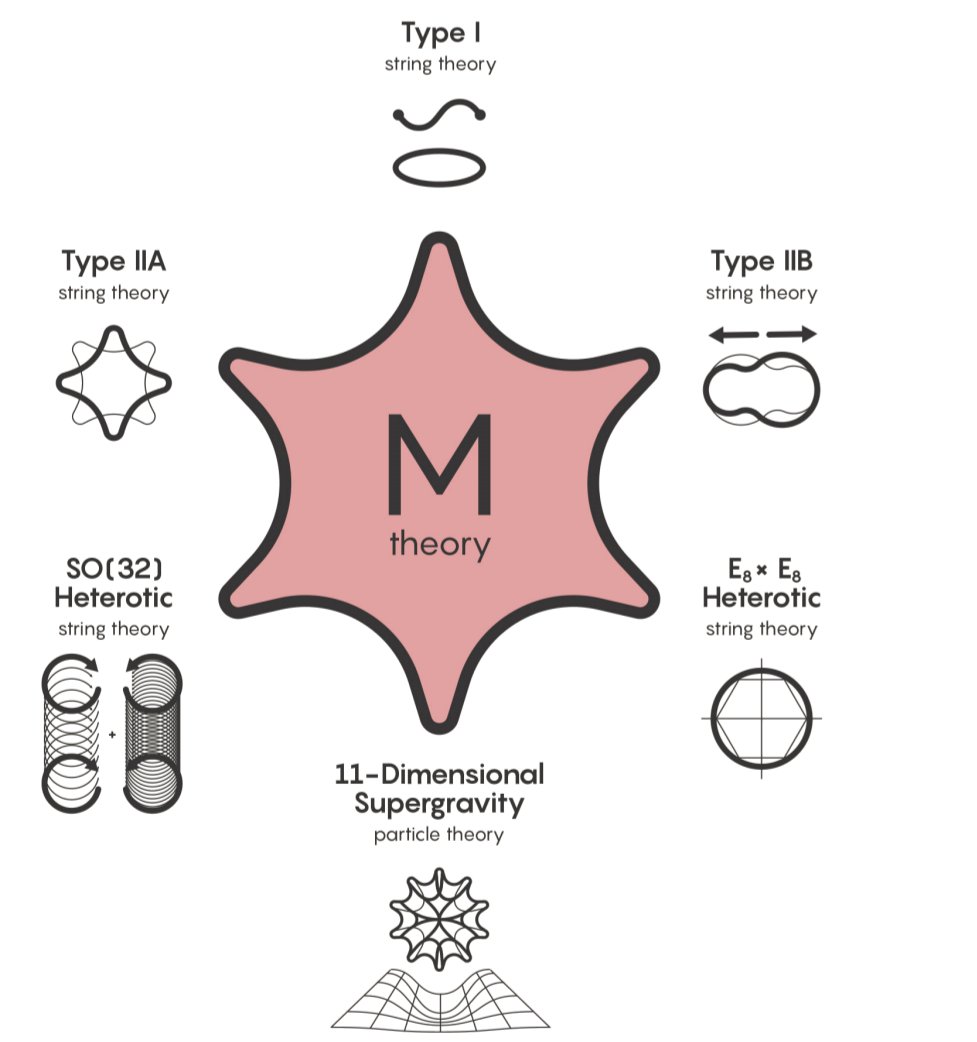 Type I
string theory
Type IIA
string theory
Type IIB
string theory
M
theory
SO(32)
Heterotic
string theory
+
E₈ × E₈
Heterotic
string theory
11-Dimensional
Supergravity
particle theory